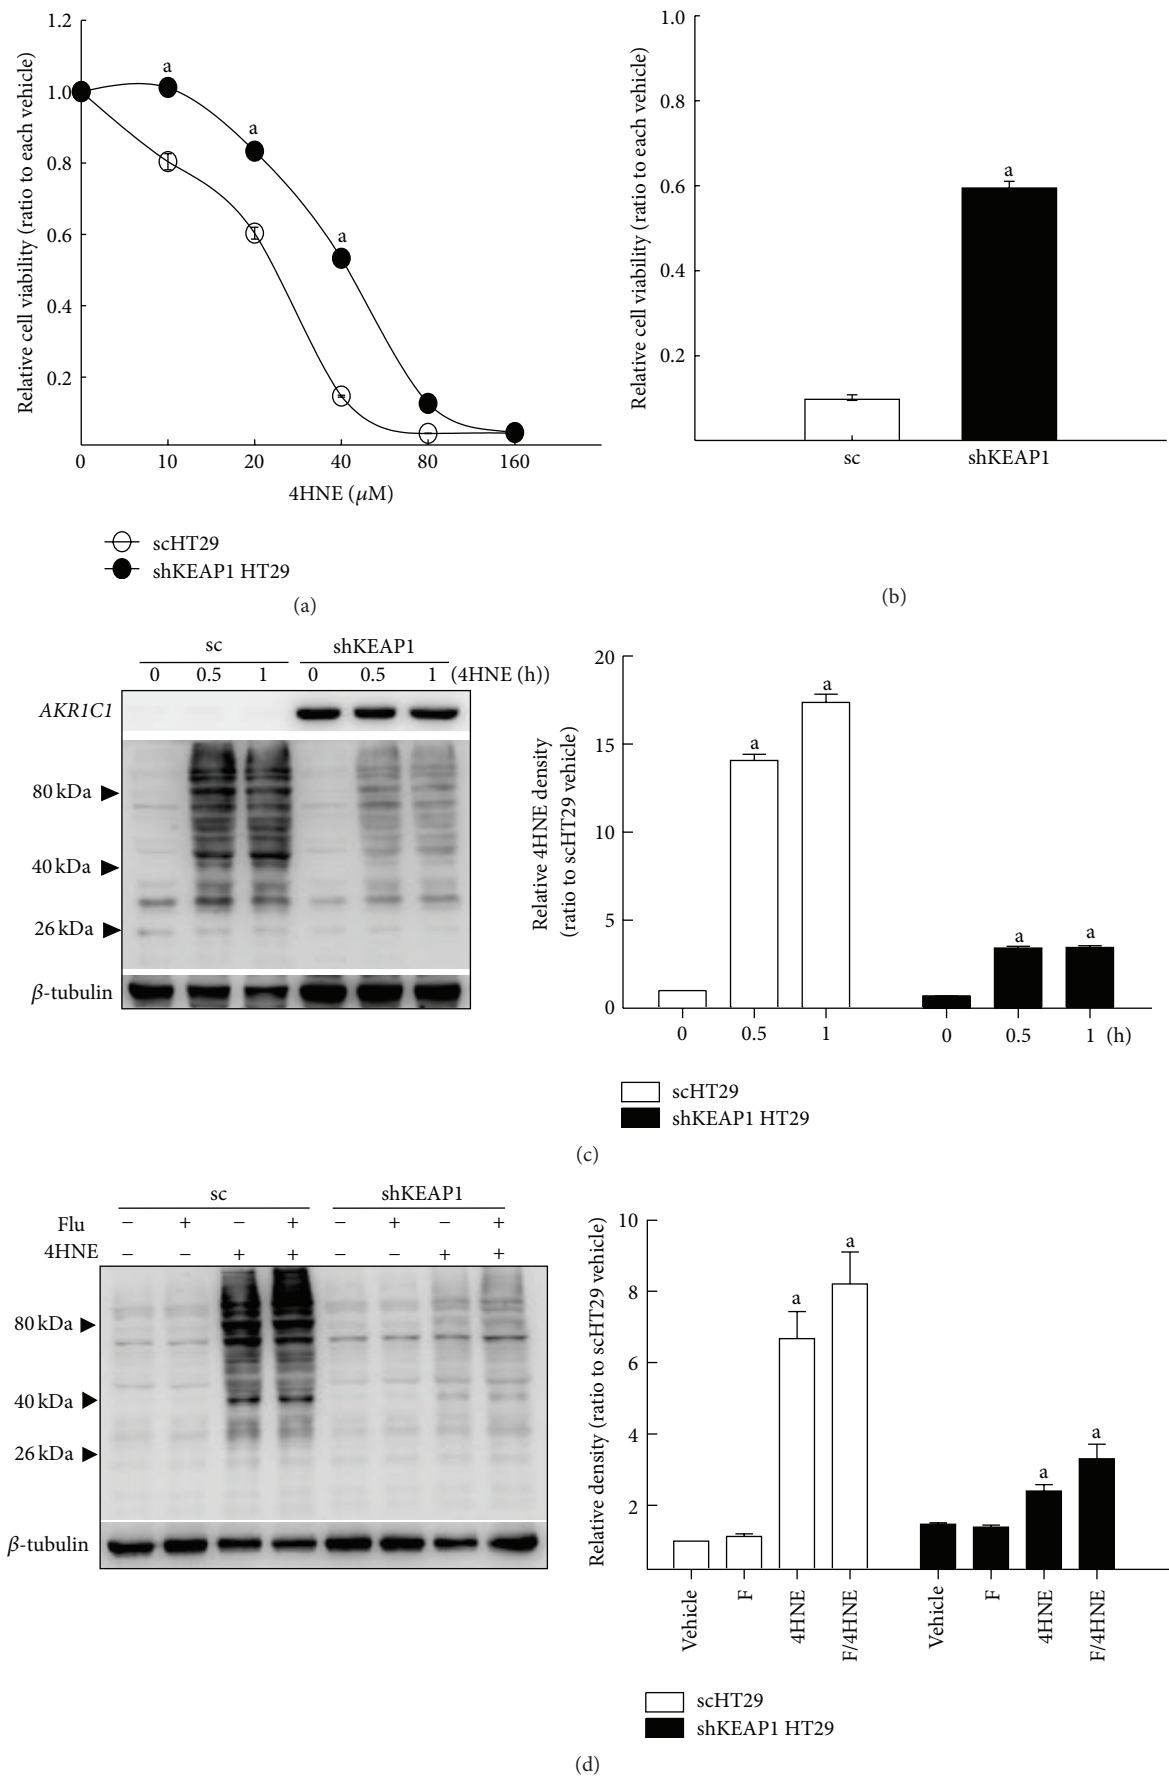 1.2
1.0
0.8
0.6
0.4
0.2
Relative cell viability (ratio to each vehicle)
a
a
a
0 10 20 40 80 160
4HNE (μM)
scHT29
shKEAP1 HT29
(a)
1.0
0.8
0.6
0.4
0.2
Relative cell viability (ratio to each vehicle)
a
sc shKEAP1
(b)
sc shKEAP1
0 0.5 1 0 0.5 1 (4HNE (h))
AKR1C1
80 kDa
40 kDa
26 kDa
β-tubulin
20
15
10
5
0
Relative 4HNE density
(ratio to scHT29 vehicle)
a
a
a
a
0 0.5 1 0 0.5 1 (h)
scHT29
shKEAP1 HT29
(c)
sc shKEAP1
Flu − + − + − + − +
4HNE − − + + − − + +
80 kDa
40 kDa
26 kDa
β-tubulin
10
8
6
4
2
Relative density (ratio to scHT29 vehicle)
a
a
a
a
Vehicle F 4HNE F/4HNE Vehicle F 4HNE F/4HNE
scHT29
shKEAP1 HT29
(d)